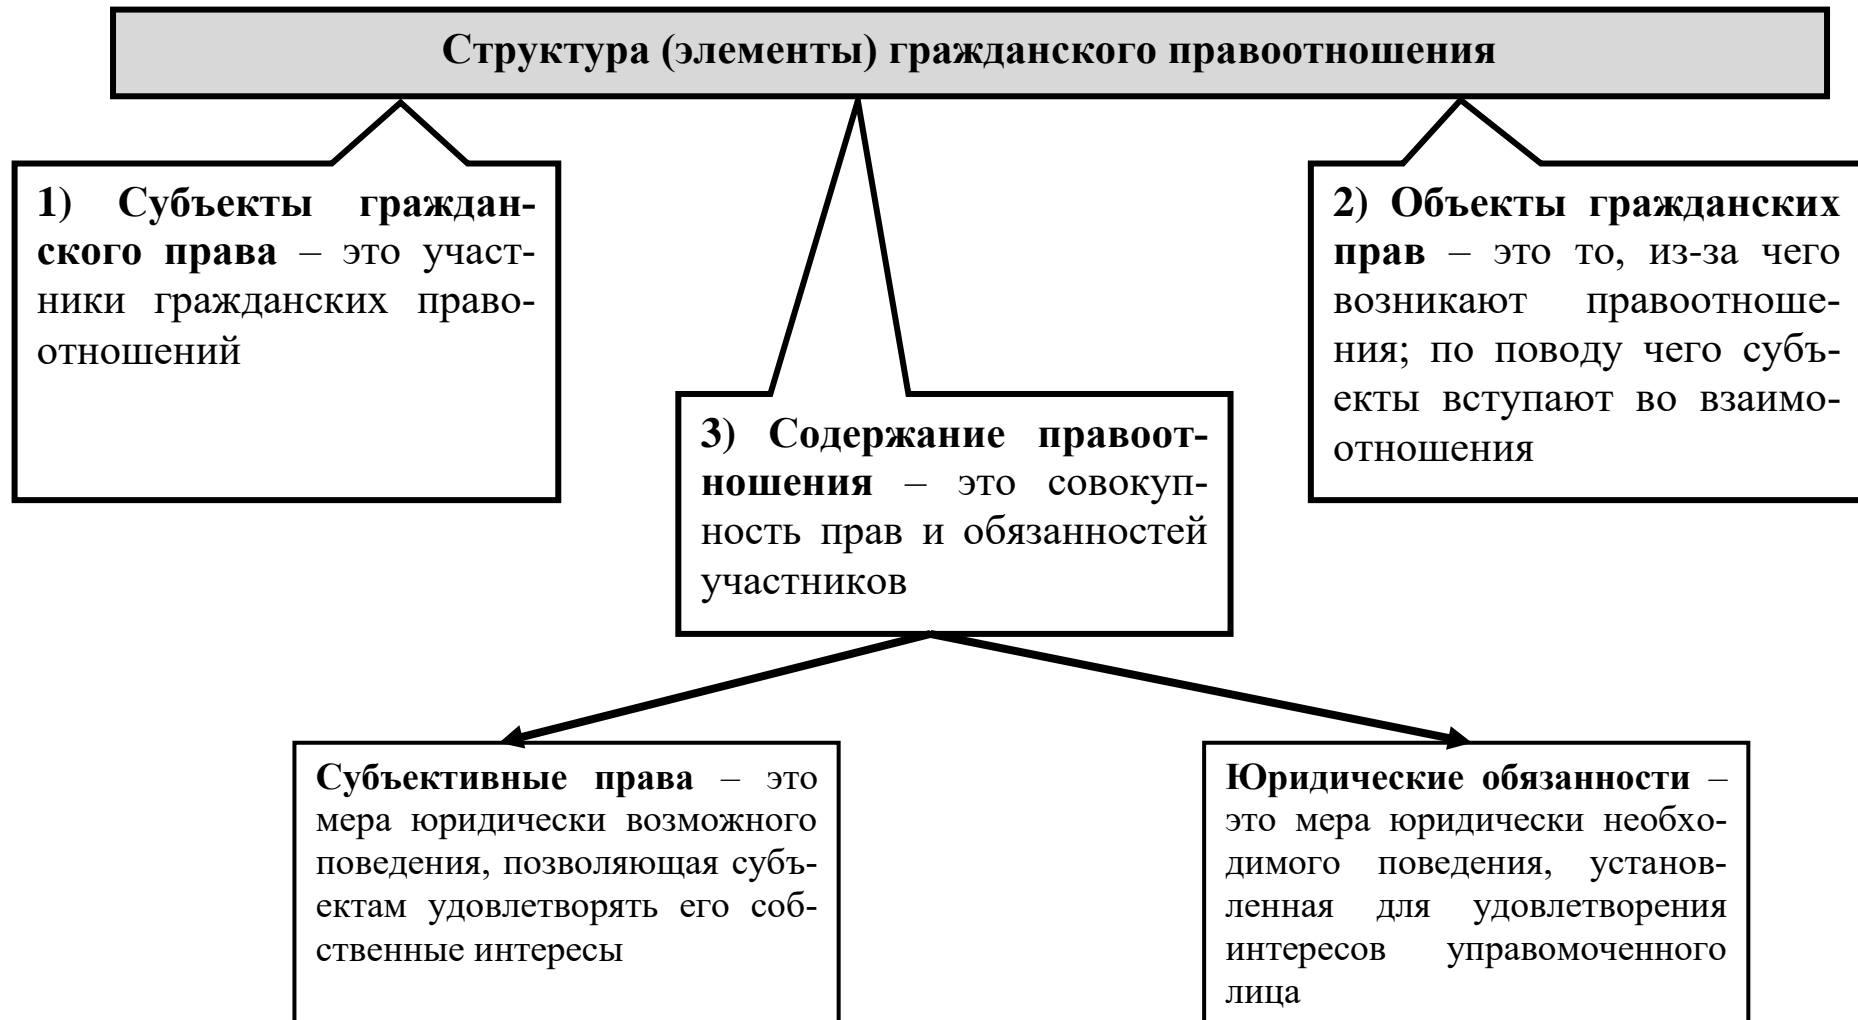 Структура (элементы) гражданского правоотношения
1) Субъекты граждан-
ского права – это участ-
ники гражданских право-
отношений
2) Объекты гражданских
прав – это то, из-за чего
возникают правоотноше-
ния; по поводу чего субъ-
екты вступают во взаимо-
отношения
3) Содержание правоот-
ношения – это совокуп-
ность прав и обязанностей
участников
Субъективные права – это
мера юридически возможного
поведения, позволяющая субъ-
ектам удовлетворять его соб-
ственные интересы
Юридические обязанности –
это мера юридически необхо-
димого поведения, установ-
ленная для удовлетворения
интересов управомоченного
лица